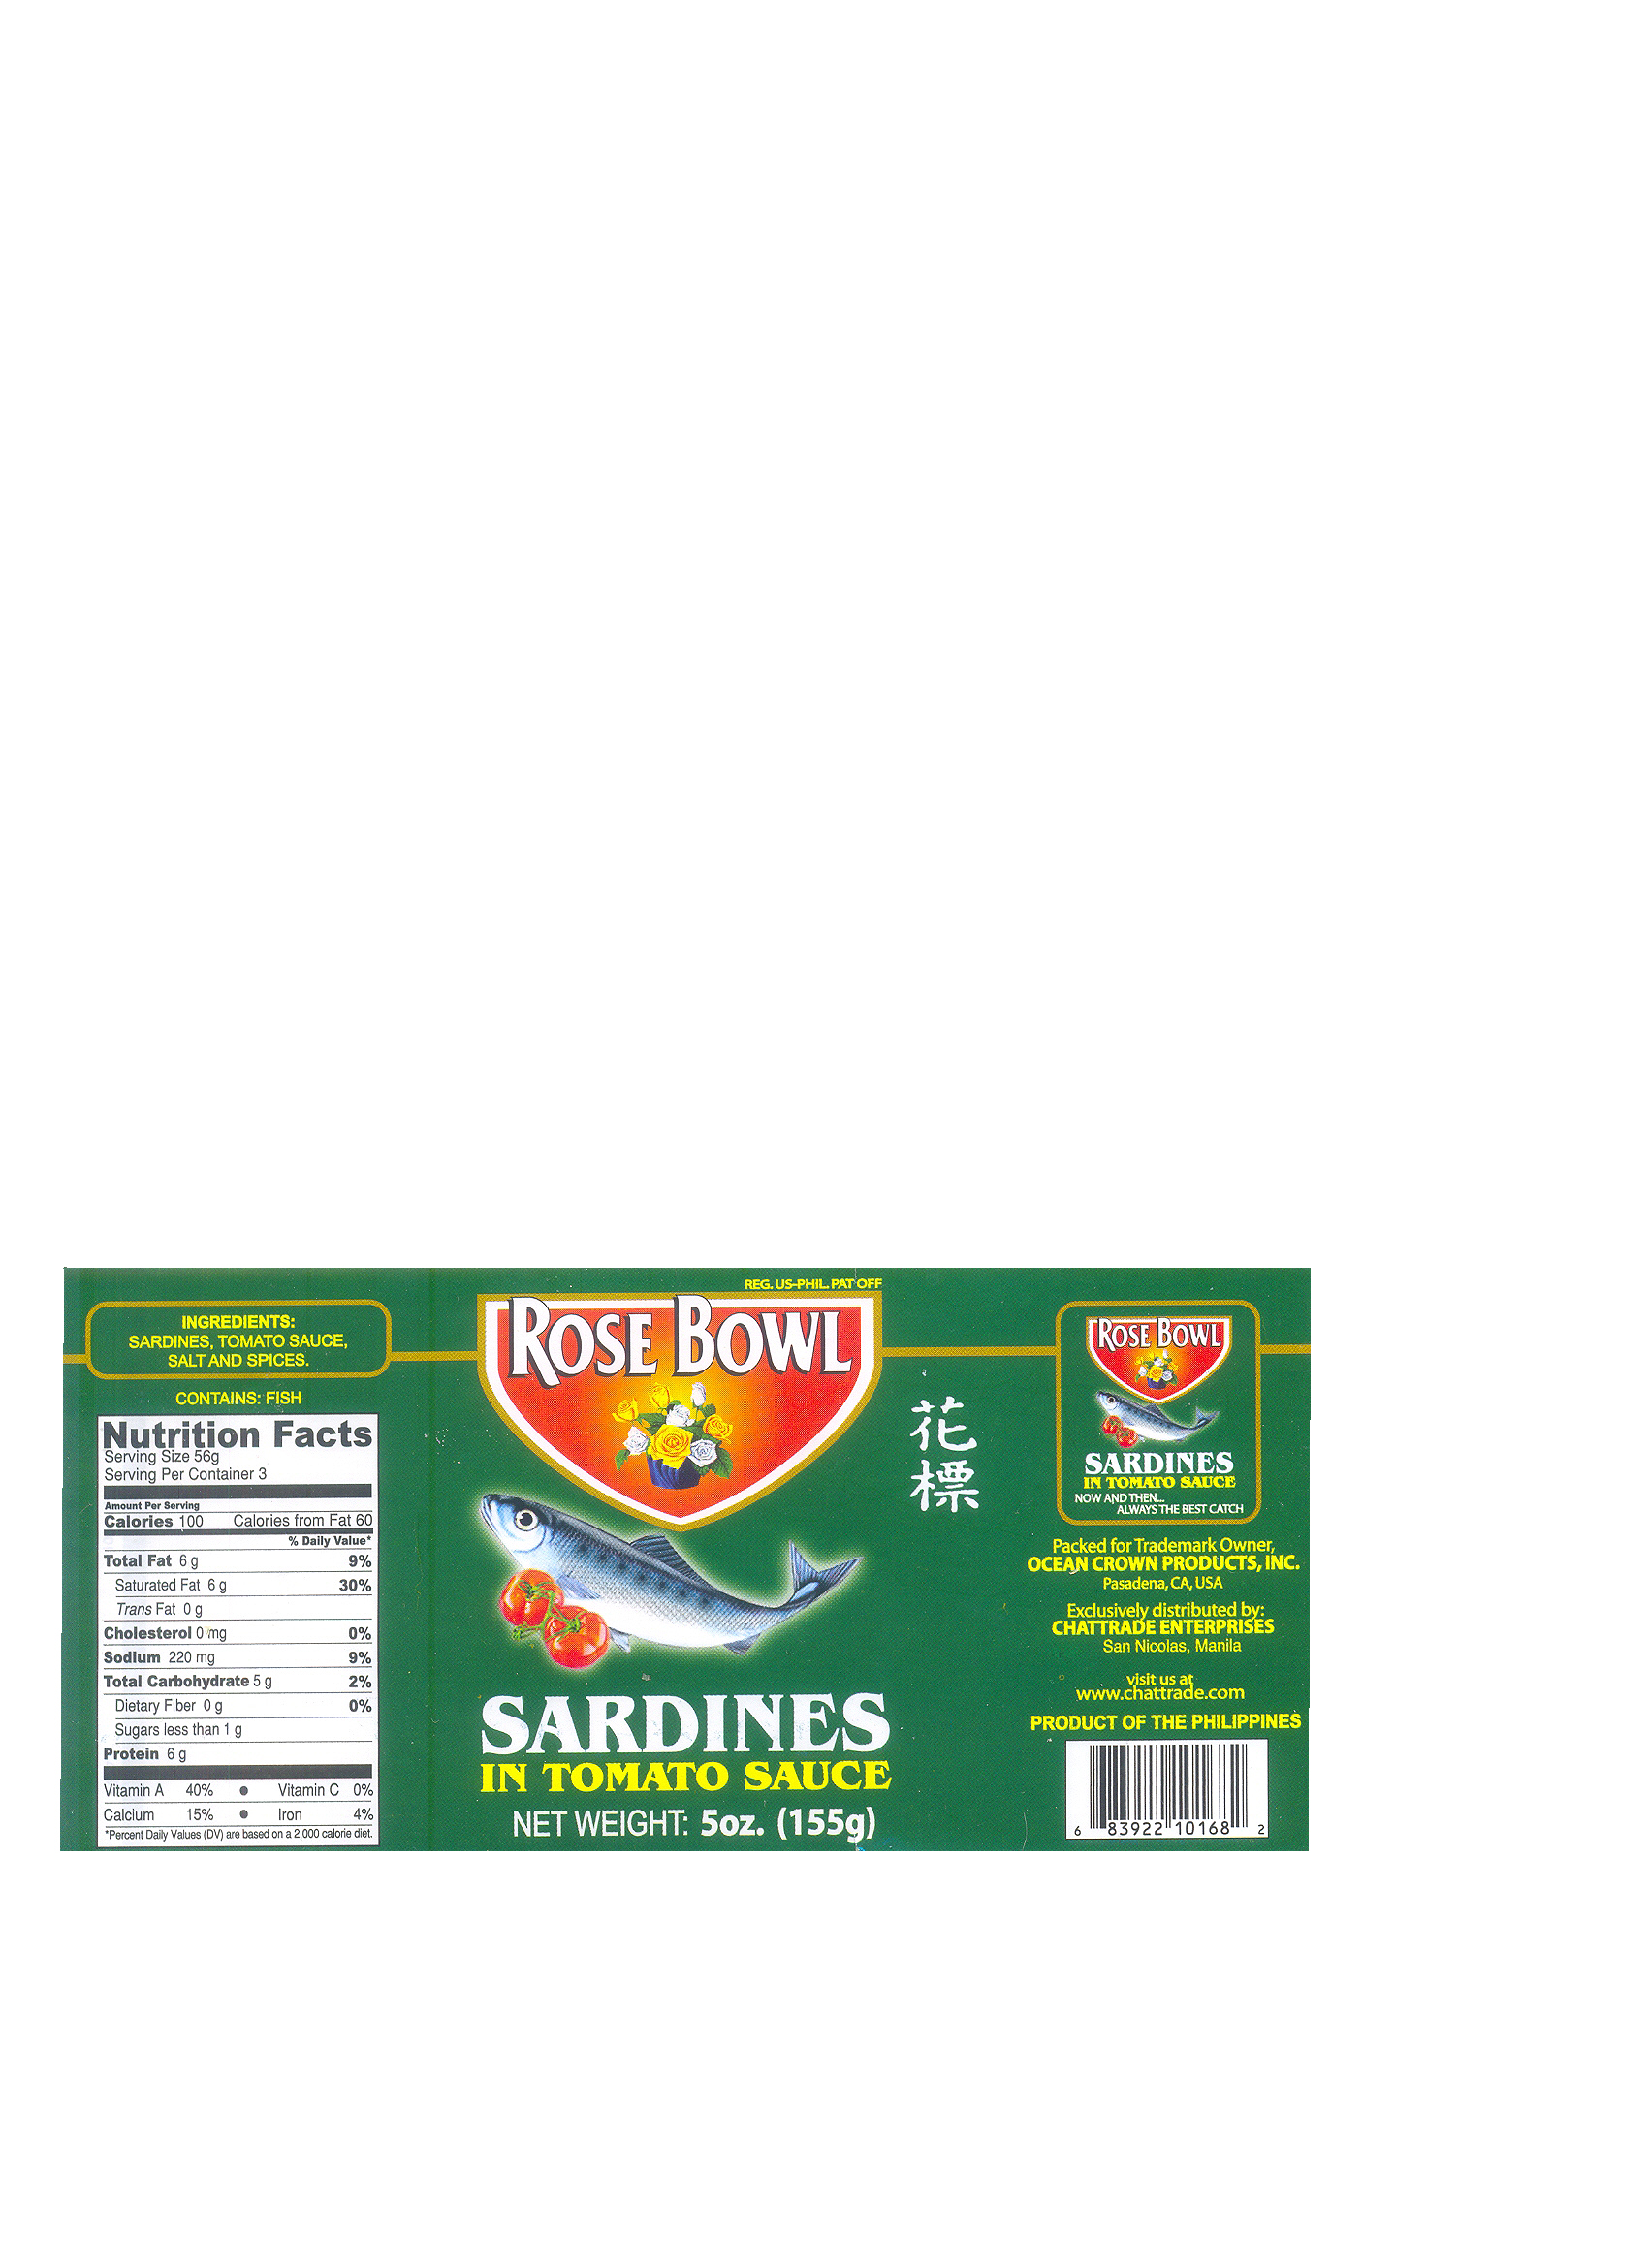 INGREDIENTS:
SARDINES, TOMATO SAUCE,
SALT AND SPICES.
CONTAINS: FISH
Nutrition Facts
Serving Size 56g
Serving Per Container 3
Amount Per Serving
Calories 100 Calories from Fat 60
% Daily Value*
Total Fat 6 g 9%
Saturated Fat 6 g 30%
Trans Fat 0 g
Cholesterol 0 mg 0%
Sodium 220 mg 9%
Total Carbohydrate 5 g 2%
Dietary Fiber 0 g 0%
Sugars less than 1 g
Protein 6 g
Vitamin A 40% ● Vitamin C 0%
Calcium 15% ● Iron 4%
*Percent Daily Values (DV) are based on a 2,000 calorie diet.
REG. US-PHIL. PAT OFF
ROSE BOWL
花
標
SARDINES
IN TOMATO SAUCE
NET WEIGHT: 5oz. (155g)
ROSE BOWL
SARDINES
IN TOMATO SAUCE
NOW AND THEN...
ALWAYS THE BEST CATCH
Packed for Trademark Owner,
OCEAN CROWN PRODUCTS, INC.
Pasadena, CA, USA
Exclusively distributed by:
CHATTRADE ENTERPRISES
San Nicolas, Manila
visit us at
www.chattrade.com
PRODUCT OF THE PHILIPPINES
6 83922 10168 2